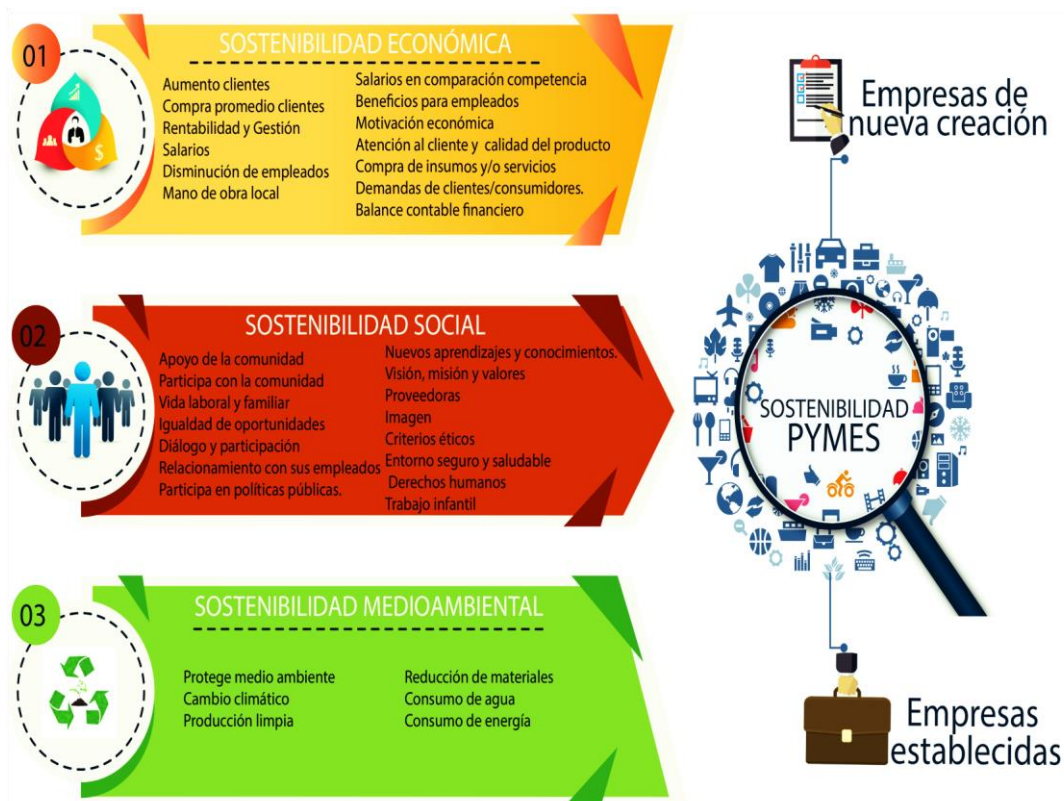 01
SOSTENIBILIDAD ECONÓMICA
Aumento clientes
Compra promedio clientes
Rentabilidad y Gestión
Salarios
Disminución de empleados
Mano de obra local
Salarios en comparación competencia
Beneficios para empleados
Motivación económica
Atención al cliente y calidad del producto
Compra de insumos y/o servicios
Demandas de clientes/consumidores.
Balance contable financiero
02
SOSTENIBILIDAD SOCIAL
Apoyo de la comunidad
Participa con la comunidad
Vida laboral y familiar
Igualdad de oportunidades
Diálogo y participación
Relacionamiento con sus empleados
Participa en políticas públicas.
Nuevos aprendizajes y conocimientos.
Visión, misión y valores
Proveedoras
Imagen
Criterios éticos
Entorno seguro y saludable
Derechos humanos
Trabajo infantil
03
SOSTENIBILIDAD MEDIOAMBIENTAL
Protege medio ambiente
Cambio climático
Producción limpia
Reducción de materiales
Consumo de agua
Consumo de energía
Empresas de
nueva creación
SOSTENIBILIDAD
PYMES
Empresas
establecidas